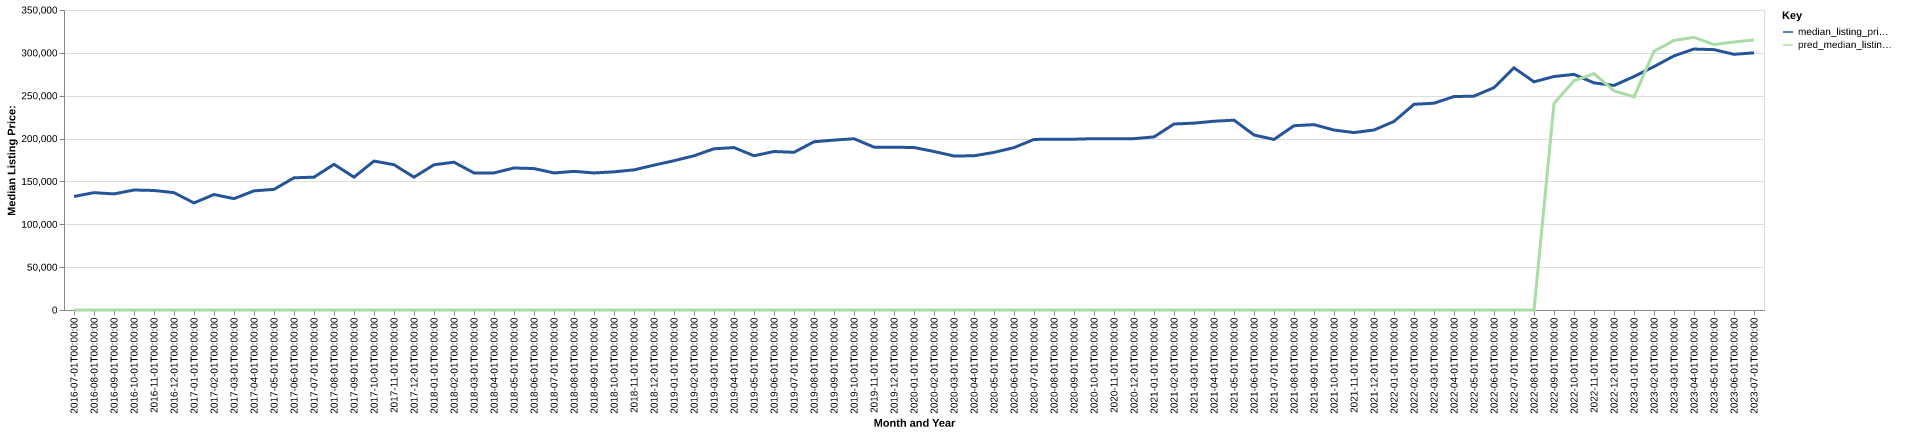 350,000
300,000
250,000
200,000
150,000
100,000
50,000
0
Median Listing Price:
2016-07-01T00:00:00
2016-08-01T00:00:00
2016-09-01T00:00:00
2016-10-01T00:00:00
2016-11-01T00:00:00
2016-12-01T00:00:00
2017-01-01T00:00:00
2017-02-01T00:00:00
2017-03-01T00:00:00
2017-04-01T00:00:00
2017-05-01T00:00:00
2017-06-01T00:00:00
2017-07-01T00:00:00
2017-08-01T00:00:00
2017-09-01T00:00:00
2017-10-01T00:00:00
2017-11-01T00:00:00
2017-12-01T00:00:00
2018-01-01T00:00:00
2018-02-01T00:00:00
2018-03-01T00:00:00
2018-04-01T00:00:00
2018-05-01T00:00:00
2018-06-01T00:00:00
2018-07-01T00:00:00
2018-08-01T00:00:00
2018-09-01T00:00:00
2018-10-01T00:00:00
2018-11-01T00:00:00
2018-12-01T00:00:00
2019-01-01T00:00:00
2019-02-01T00:00:00
2019-03-01T00:00:00
2019-04-01T00:00:00
2019-05-01T00:00:00
2019-06-01T00:00:00
2019-07-01T00:00:00
2019-08-01T00:00:00
2019-09-01T00:00:00
2019-10-01T00:00:00
2019-11-01T00:00:00
2019-12-01T00:00:00
2020-01-01T00:00:00
2020-02-01T00:00:00
2020-03-01T00:00:00
2020-04-01T00:00:00
2020-05-01T00:00:00
2020-06-01T00:00:00
2020-07-01T00:00:00
2020-08-01T00:00:00
2020-09-01T00:00:00
2020-10-01T00:00:00
2020-11-01T00:00:00
2020-12-01T00:00:00
2021-01-01T00:00:00
2021-02-01T00:00:00
2021-03-01T00:00:00
2021-04-01T00:00:00
2021-05-01T00:00:00
2021-06-01T00:00:00
2021-07-01T00:00:00
2021-08-01T00:00:00
2021-09-01T00:00:00
2021-10-01T00:00:00
2021-11-01T00:00:00
2021-12-01T00:00:00
2022-01-01T00:00:00
2022-02-01T00:00:00
2022-03-01T00:00:00
2022-04-01T00:00:00
2022-05-01T00:00:00
2022-06-01T00:00:00
2022-07-01T00:00:00
2022-08-01T00:00:00
2022-09-01T00:00:00
2022-10-01T00:00:00
2022-11-01T00:00:00
2022-12-01T00:00:00
2023-01-01T00:00:00
2023-02-01T00:00:00
2023-03-01T00:00:00
2023-04-01T00:00:00
2023-05-01T00:00:00
2023-06-01T00:00:00
2023-07-01T00:00:00
Month and Year
Key
median_listing_pri…
pred_median_listin…